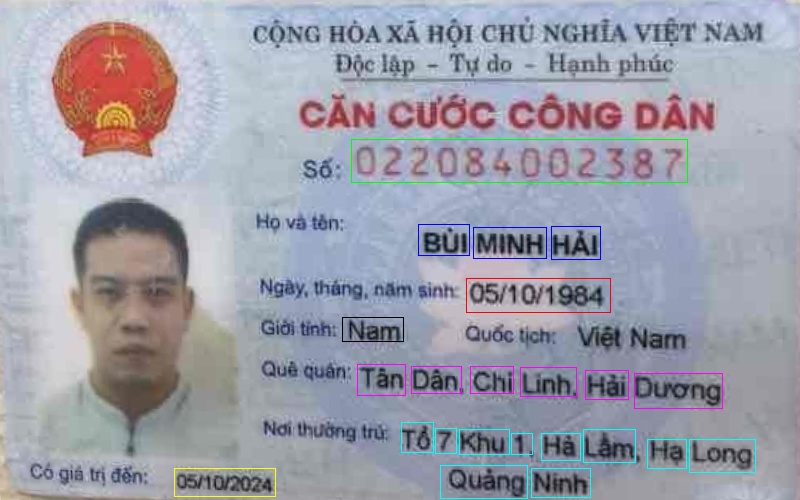 CỘNG HÒA XÃ HỘI CHỦ NGHĨA VIỆT NAM
Độc lập - Tự do - Hạnh phúc
CĂN CƯỚC CÔNG DÂN
Số: 022084002387
Họ và tên:
BÙI MINH HẢI
Ngày, tháng, năm sinh: 05/10/1984
Giới tính: Nam Quốc tịch: Việt Nam
Quê quán: Tân Dân, Chi Linh, Hải Dương
Nơi thường trú: Tổ 7 Khu 1, Hà Lầm, Hạ Long
Quảng Ninh
Có giá trị đến: 05/10/2024